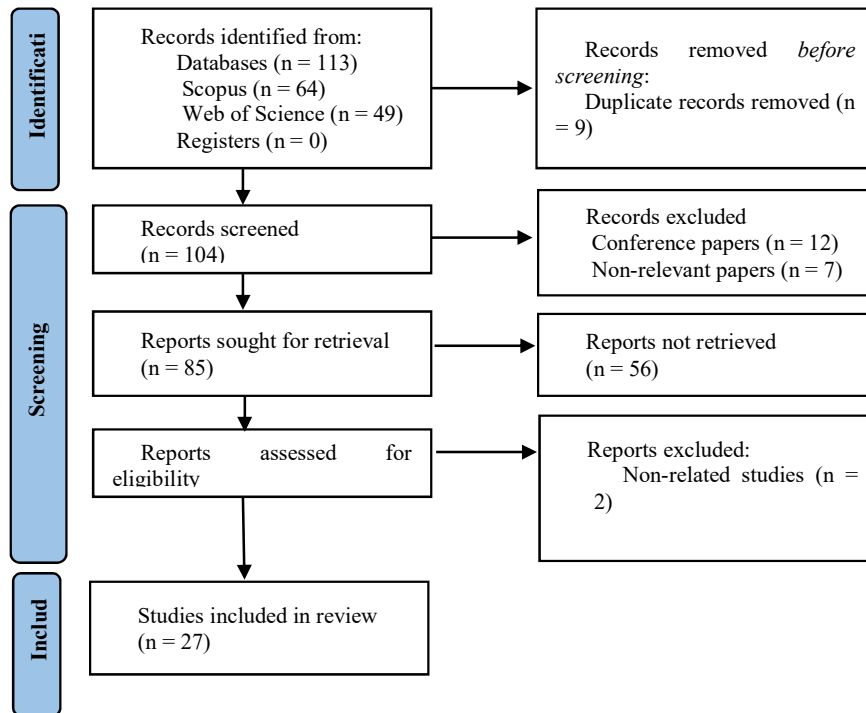 Identificati
Records identified from:
Databases (n = 113)
Scopus (n = 64)
Web of Science (n = 49)
Registers (n = 0)
Records removed before
screening:
Duplicate records removed (n
= 9)
Screening
Records screened
(n = 104)
Records excluded
Conference papers (n = 12)
Non-relevant papers (n = 7)
Reports sought for retrieval
(n = 85)
Reports not retrieved
(n = 56)
Reports assessed for
eligibility
Reports excluded:
Non-related studies (n =
2)
Includ
Studies included in review
(n = 27)